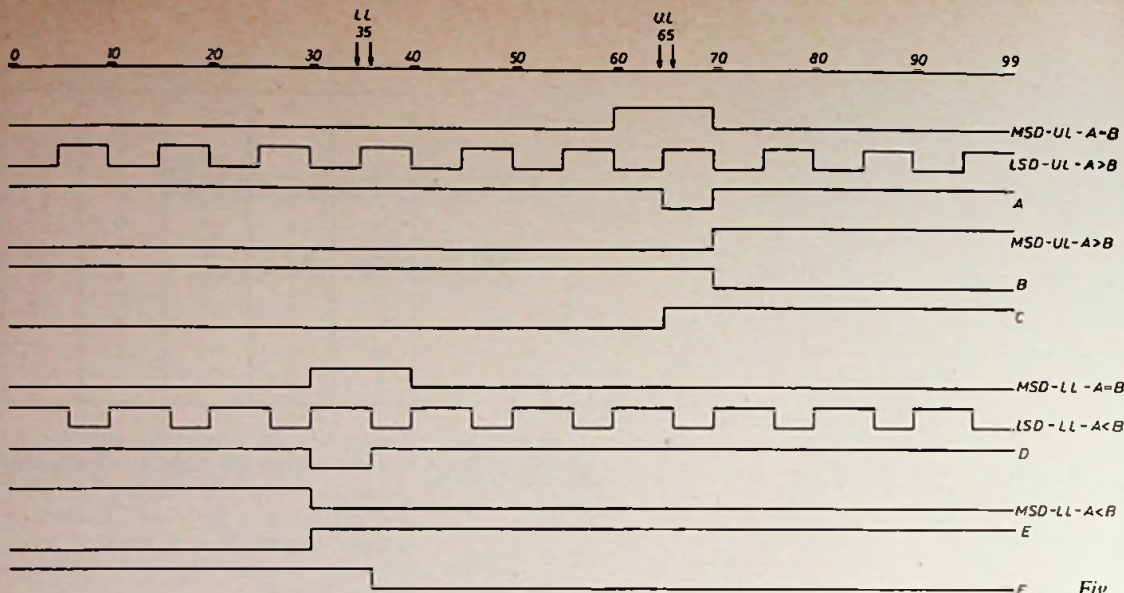 LL UL
35 65
0 10 20 30 40 50 60 70 80 90 99
MSD-UL-A=B
LSD-UL-A>B
A
MSD-UL-A>B
B
C
MSD-LL-A=B
LSD-LL-A<B
D
MSD-LL-A<B
E
F